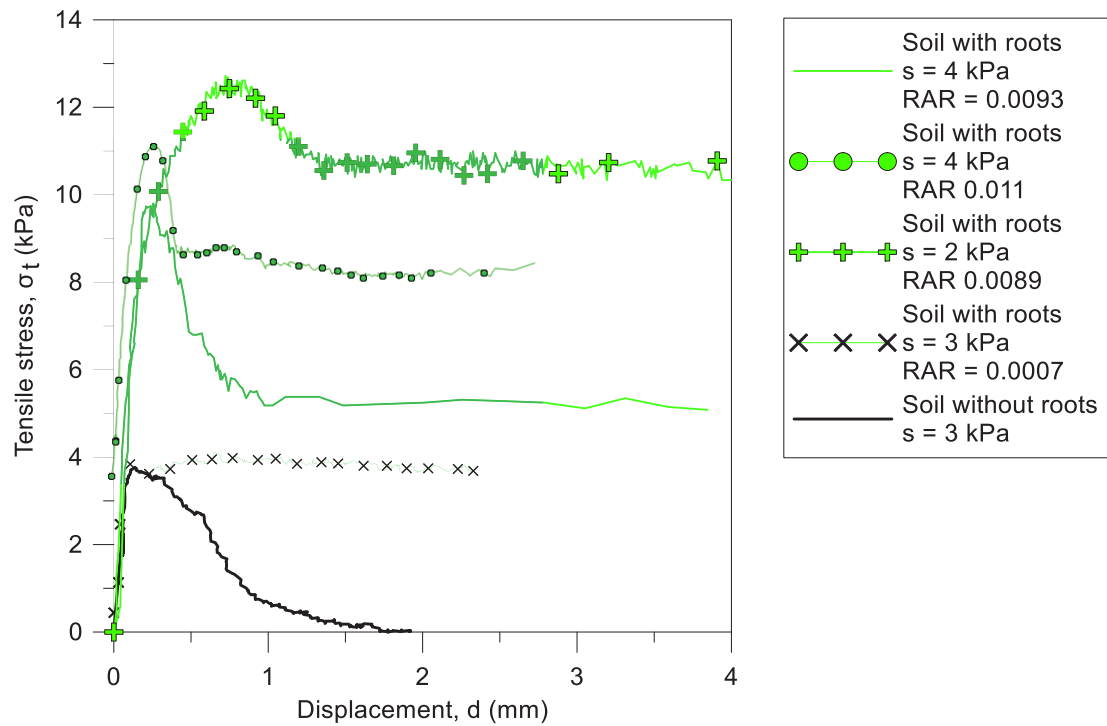 14
12
10
8
6
4
2
0
Tensile stress, σt (kPa)
0
1
2
3
4
Displacement, d (mm)
Soil with roots
s = 4 kPa
RAR = 0.0093
Soil with roots
s = 4 kPa
RAR 0.011
Soil with roots
s = 2 kPa
RAR 0.0089
Soil with roots
s = 3 kPa
RAR = 0.0007
Soil without roots
s = 3 kPa